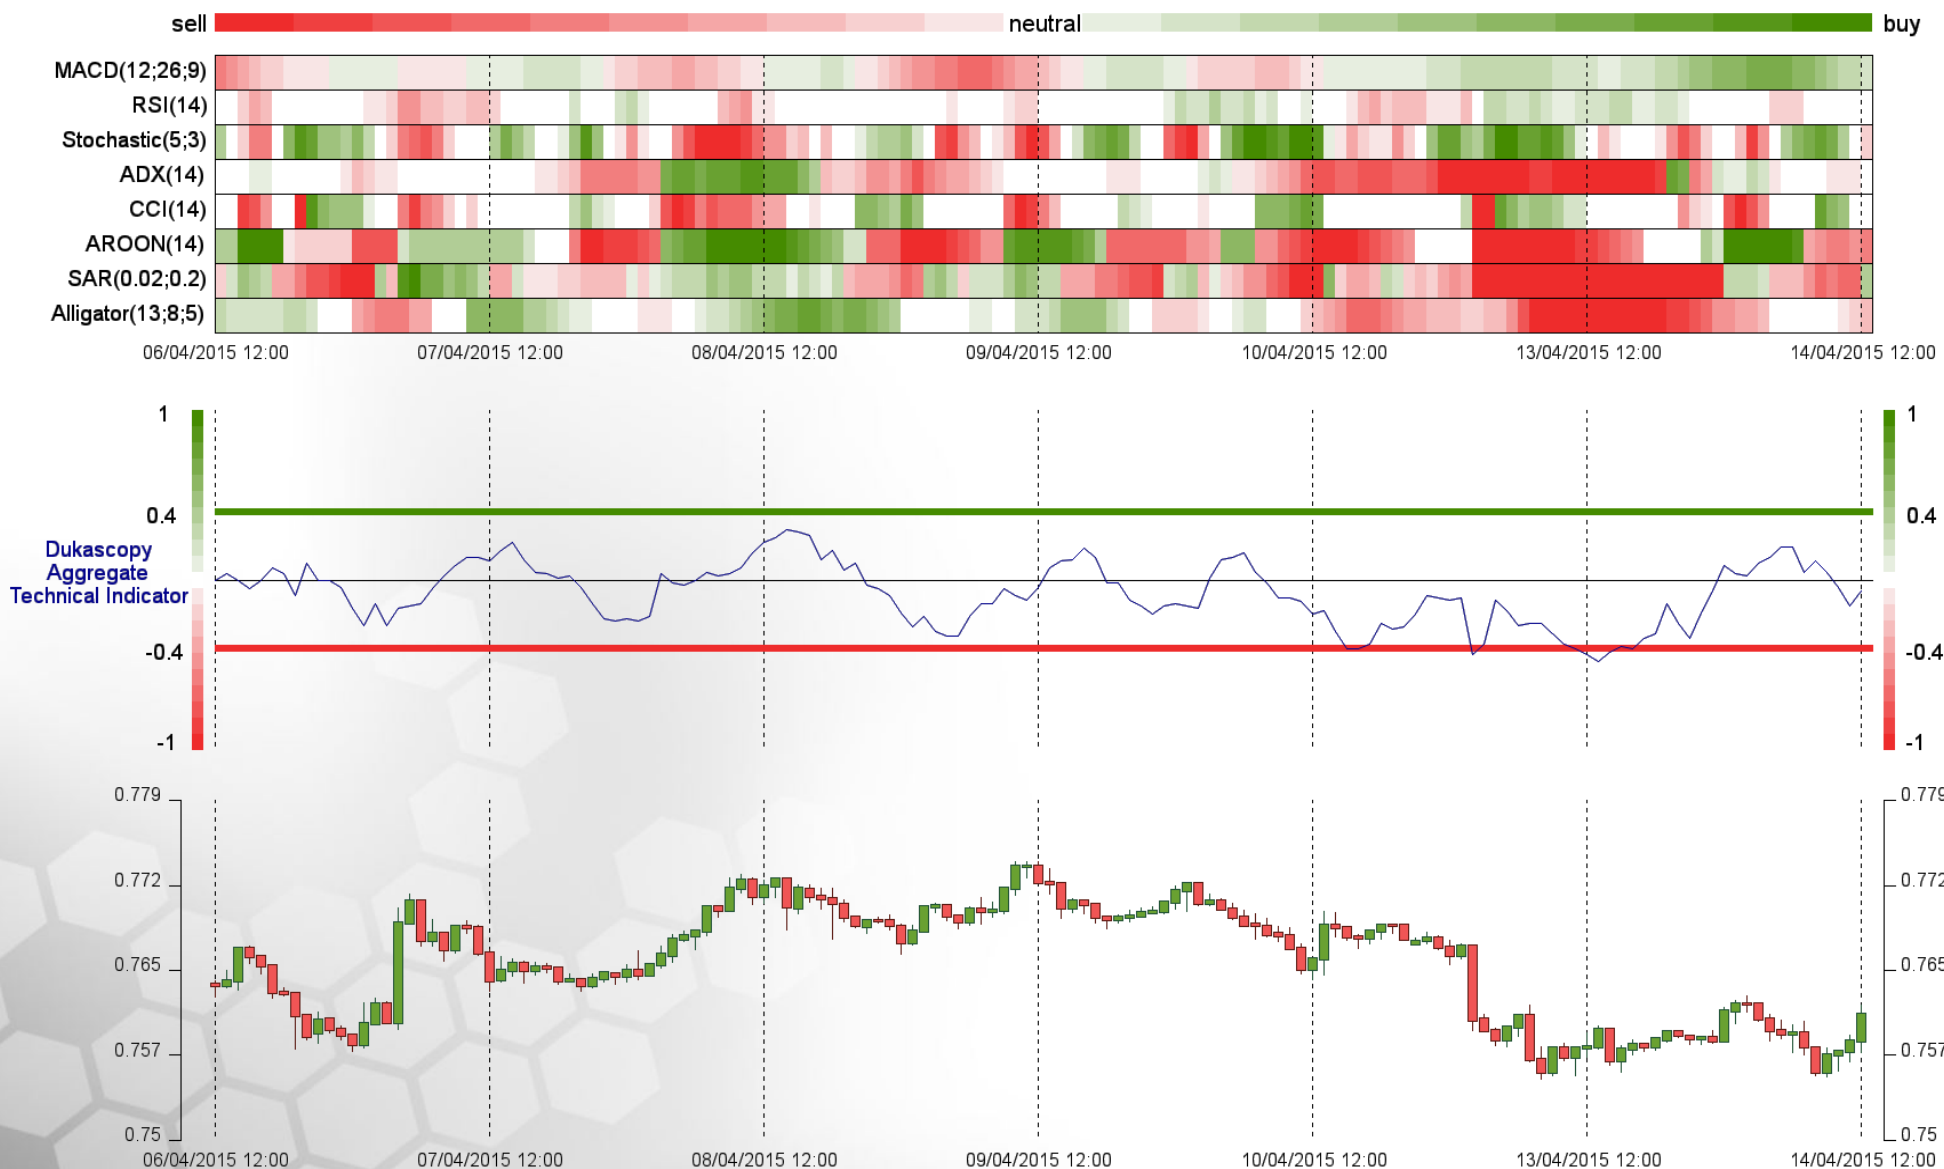 sell neutral buy
MACD(12;26;9)
RSI(14)
Stochastic(5;3)
ADX(14)
CCI(14)
AROON(14)
SAR(0.02;0.2)
Alligator(13;8;5)
06/04/2015 12:00 07/04/2015 12:00 08/04/2015 12:00 09/04/2015 12:00 10/04/2015 12:00 13/04/2015 12:00 14/04/2015 12:00
1 1
0.4 0.4
Dukascopy
Aggregate
Technical Indicator
-0.4 -0.4
-1 -1
0.779 0.779
0.772 0.772
0.765 0.765
0.757 0.757
0.75 0.75
06/04/2015 12:00 07/04/2015 12:00 08/04/2015 12:00 09/04/2015 12:00 10/04/2015 12:00 13/04/2015 12:00 14/04/2015 12:00